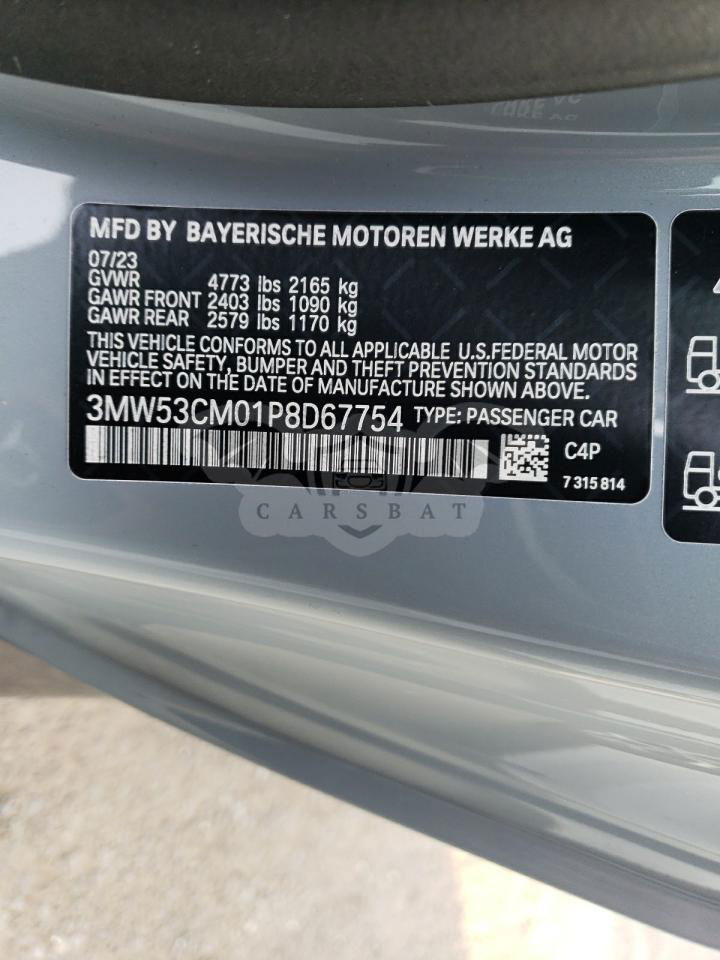 MFD BY BAYERISCHE MOTOREN WERKE AG
07/23
GVWR 4773 lbs 2165 kg
GAWR FRONT 2403 lbs 1090 kg
GAWR REAR 2579 lbs 1170 kg
THIS VEHICLE CONFORMS TO ALL APPLICABLE U.S.FEDERAL MOTOR
VEHICLE SAFETY, BUMPER AND THEFT PREVENTION STANDARDS
IN EFFECT ON THE DATE OF MANUFACTURE SHOWN ABOVE.
3MW53CM01P8D67754 TYPE: PASSENGER CAR
C4P
7 315 814
CARSBAT